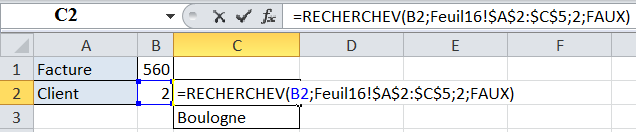 C2 fx =RECHERCHEV(B2;Feuil16!$A$2:$C$5;2;FAUX)
A B C D E F
1 Facture 560
2 Client 2 =RECHERCHEV(B2;Feuil16!$A$2:$C$5;2;FAUX)
3 Boulogne